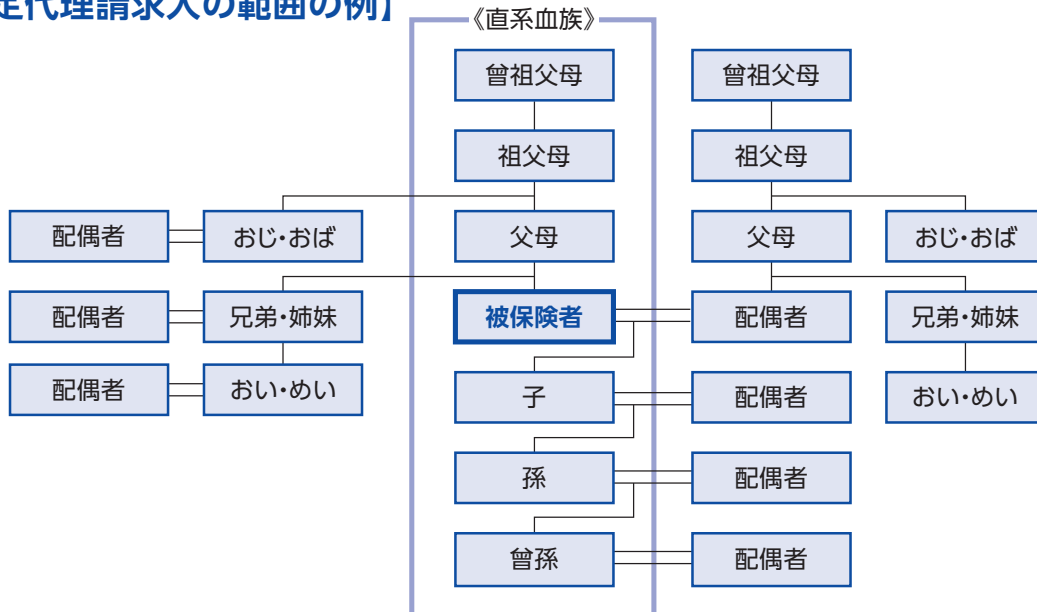 定代理請求人の範囲の例】
《直系血族》
曾祖父母 曾祖父母
祖父母 祖父母
配偶者 おじ・おば 父母 父母 おじ・おば
配偶者 兄弟・姉妹 被保険者 配偶者 兄弟・姉妹
配偶者 おい・めい 子 配偶者 おい・めい
孫 配偶者
曾孫 配偶者